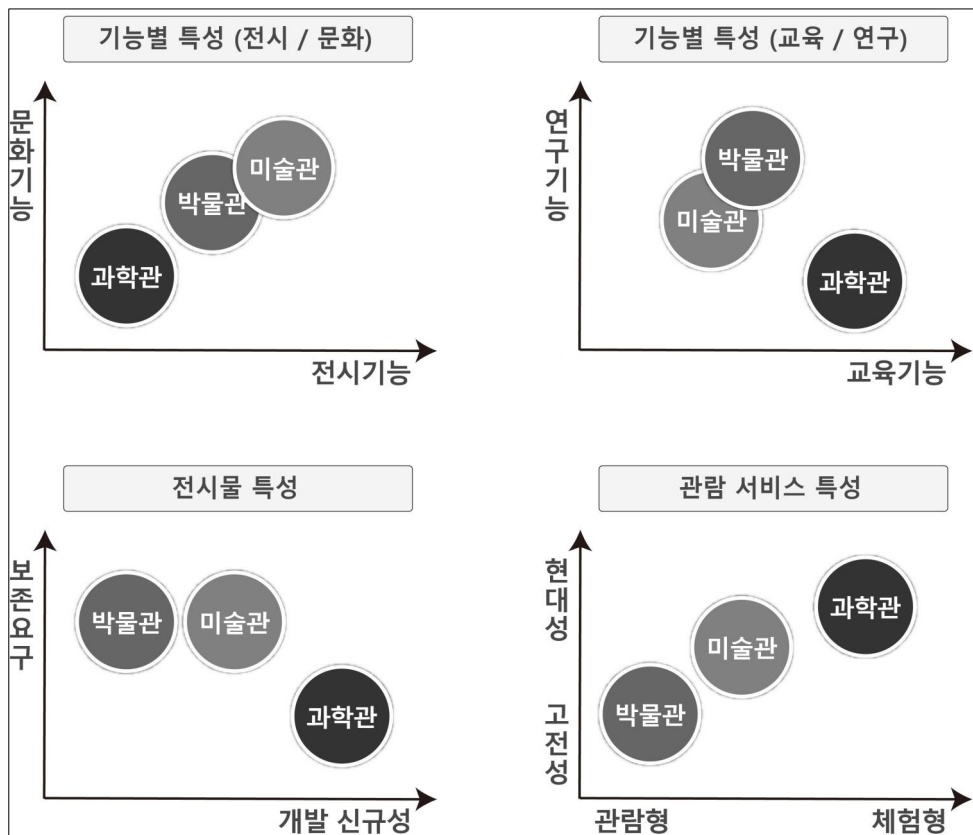 기능별 특성 (전시 / 문화)
문화기능
미술관
박물관
과학관
전시기능
기능별 특성 (교육 / 연구)
연구기능
박물관
미술관
과학관
교육기능
전시물 특성
보존요구
박물관
미술관
과학관
개발 신규성
관람 서비스 특성
현대성
과학관
미술관
박물관
고전성
관람형
체험형